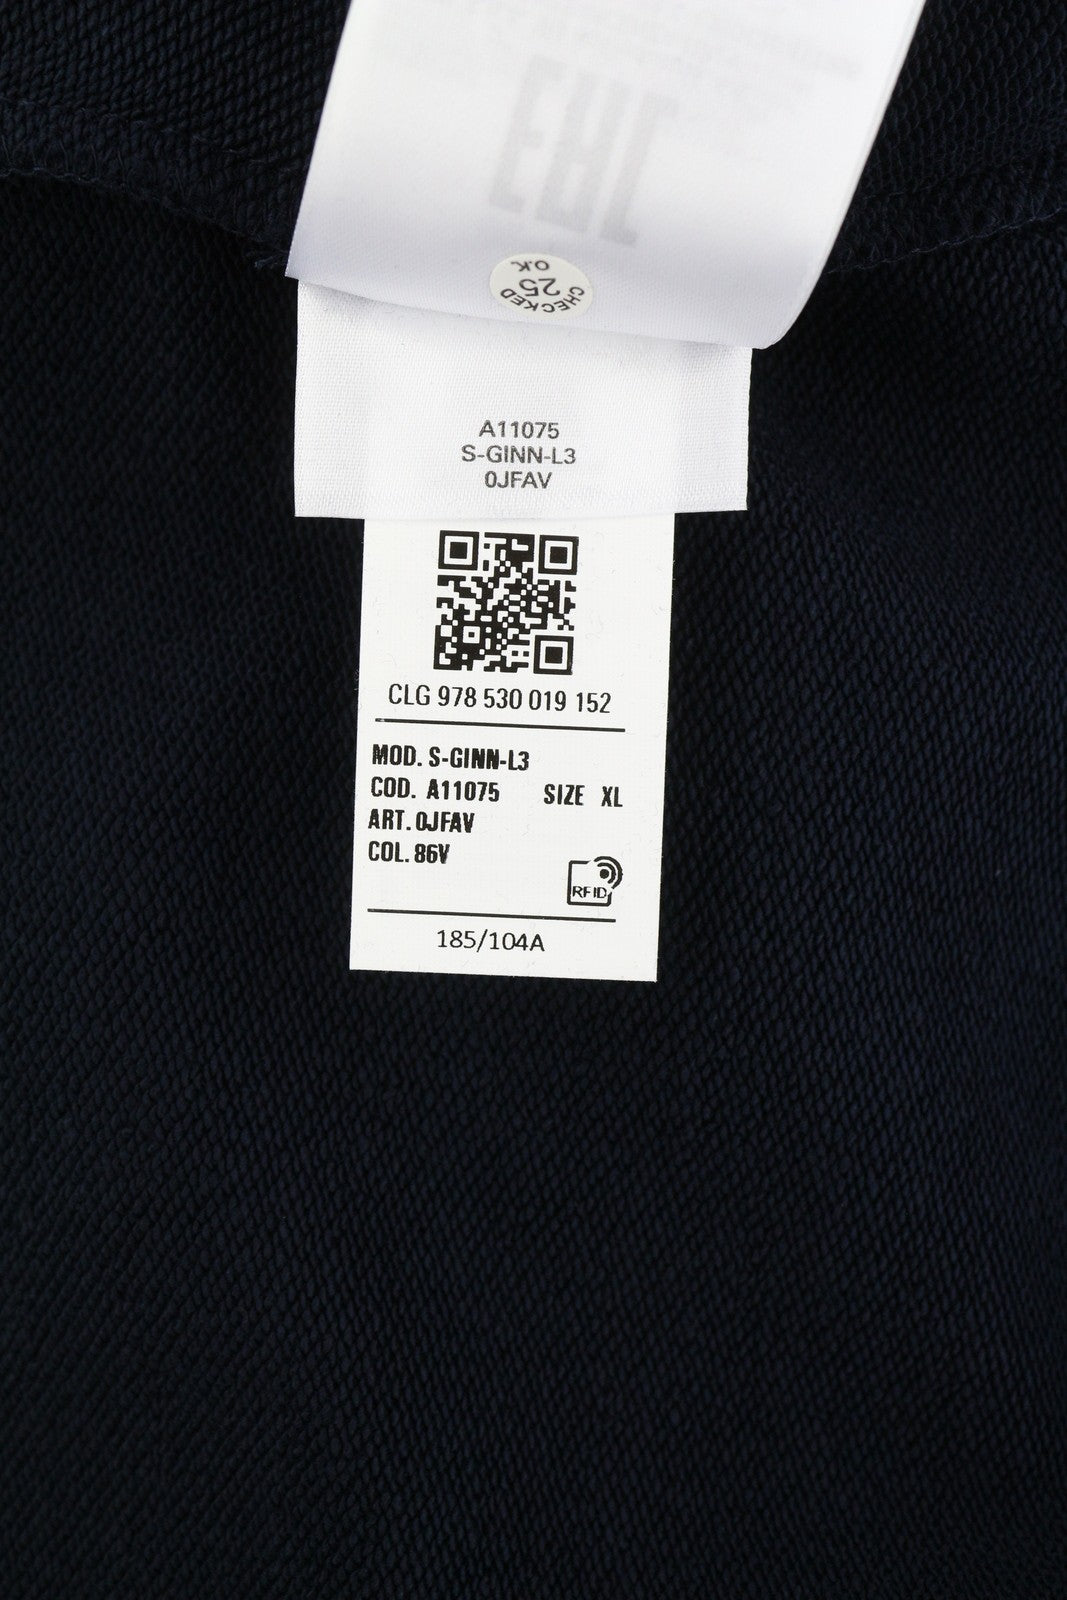 EAC
CHECKED
25
O.K.
A11075
S-GINN-L3
0JFAV
CLG 978 530 019 152
MOD. S-GINN-L3
COD. A11075 SIZE XL
ART. 0JFAV
COL. 86V
RFID
185/104A